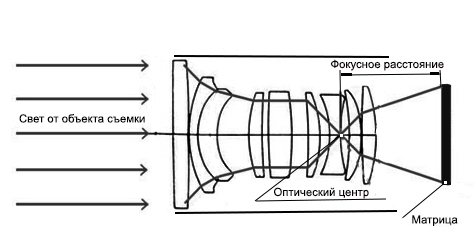 Фокусное расстояние
Свет от объекта съемки
Оптический центр
Матрица